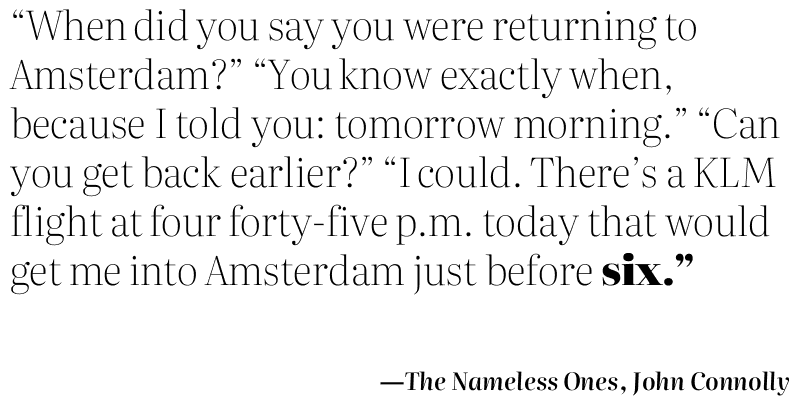 “When did you say you were returning to
Amsterdam?” “You know exactly when,
because I told you: tomorrow morning.” “Can
you get back earlier?” “I could. There’s a KLM
flight at four forty-five p.m. today that would
get me into Amsterdam just before six.”
—The Nameless Ones, John Connolly